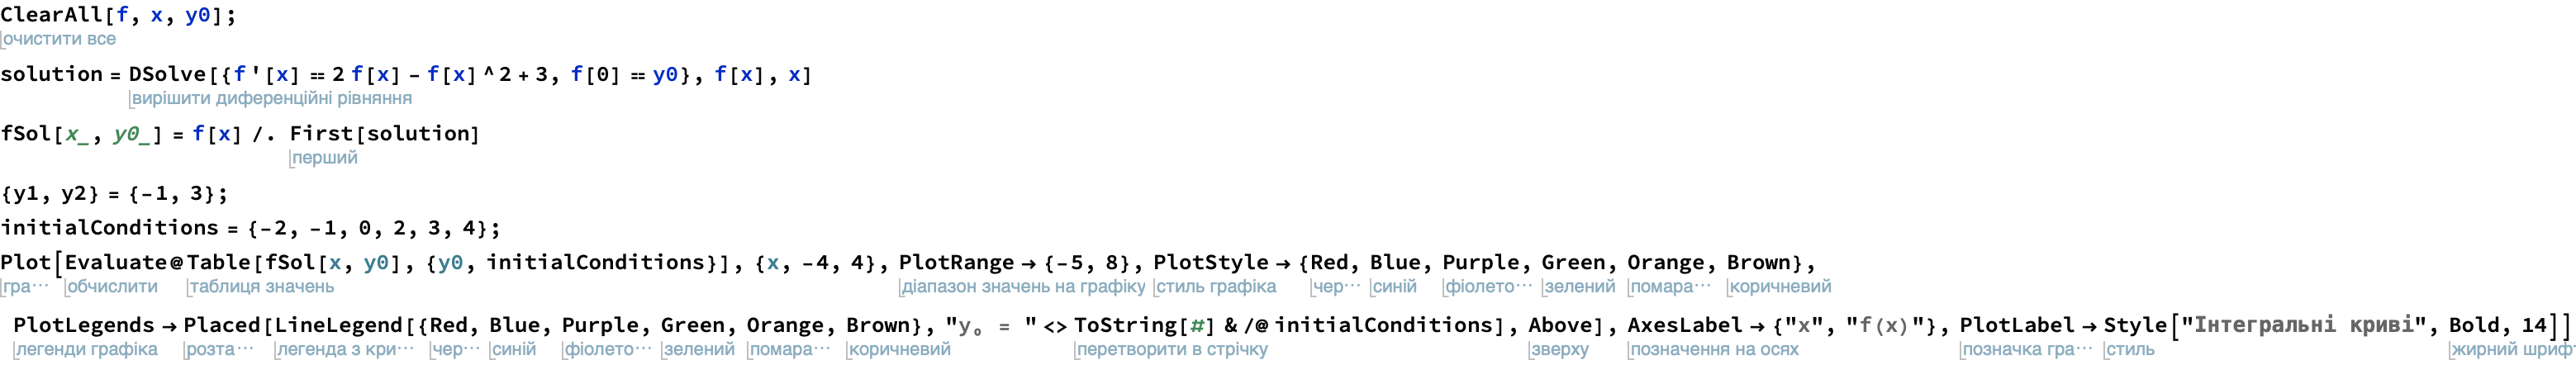 ClearAll[f, x, y0];
очистити все
solution = DSolve[{f '[x] == 2 f[x] - f[x] ^ 2 + 3, f[0] == y0}, f[x], x]
вирішити диференційні рівняння
fSol[x_, y0_] = f[x] /. First[solution]
перший
{y1, y2} = {-1, 3};
initialConditions = {-2, -1, 0, 2, 3, 4};
Plot[Evaluate@Table[fSol[x, y0], {y0, initialConditions}], {x, -4, 4}, PlotRange → {-5, 8}, PlotStyle → {Red, Blue, Purple, Green, Orange, Brown},
гра⋯ обчислити таблиця значень діапазон значень на графіку стиль графіка чер⋯ синій фіолето⋯ зелений помара⋯ коричневий
PlotLegends → Placed[LineLegend[{Red, Blue, Purple, Green, Orange, Brown}, "y₀ = " <> ToString[#] & /@ initialConditions], Above], AxesLabel → {"x", "f(x)"}, PlotLabel → Style["Інтегральні криві", Bold, 14]]
легенди графіка розта⋯ легенда з кри⋯ чер⋯ синій фіолето⋯ зелений помара⋯ коричневий перетворити в стрічку зверху позначення на осях позначка гра⋯ стиль жирний шрифт